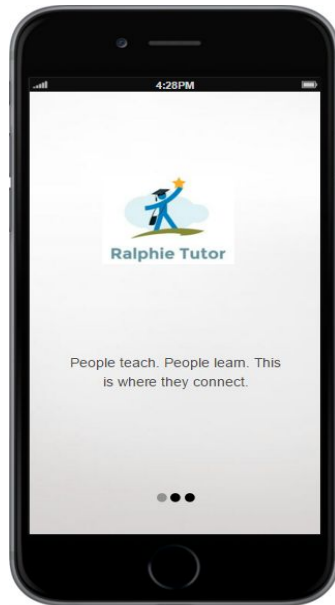 4:28PM
Ralphie Tutor
People teach. People learn. This
is where they connect.